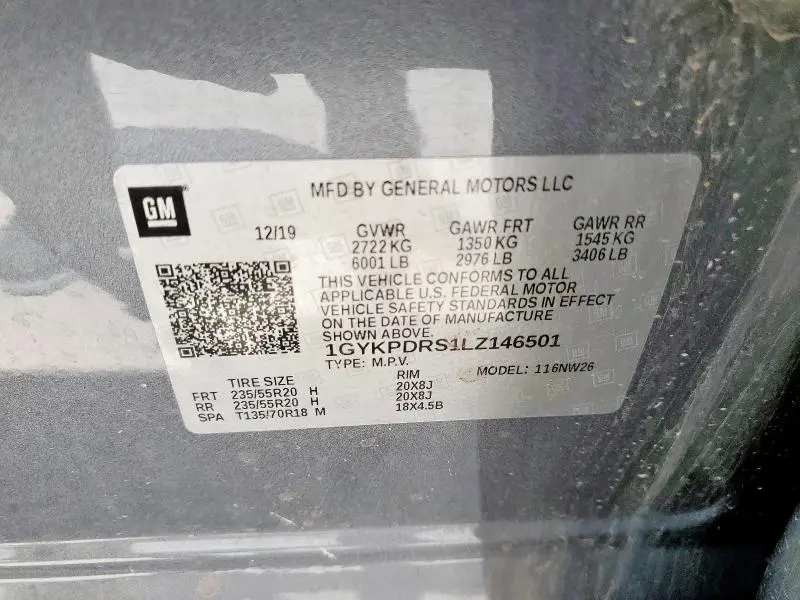 GM
MFD BY GENERAL MOTORS LLC
12/19 GVWR GAWR FRT GAWR RR
2722 KG 1350 KG 1545 KG
6001 LB 2976 LB 3406 LB
THIS VEHICLE CONFORMS TO ALL
APPLICABLE U.S. FEDERAL MOTOR
VEHICLE SAFETY STANDARDS IN EFFECT
ON THE DATE OF MANUFACTURE
SHOWN ABOVE.
1GYKPDRS1LZ146501
TYPE: M.P.V. MODEL: 116NW26
TIRE SIZE RIM
FRT 235/55R20 H 20X8J
RR 235/55R20 H 20X8J
SPA T135/70R18 M 18X4.5B